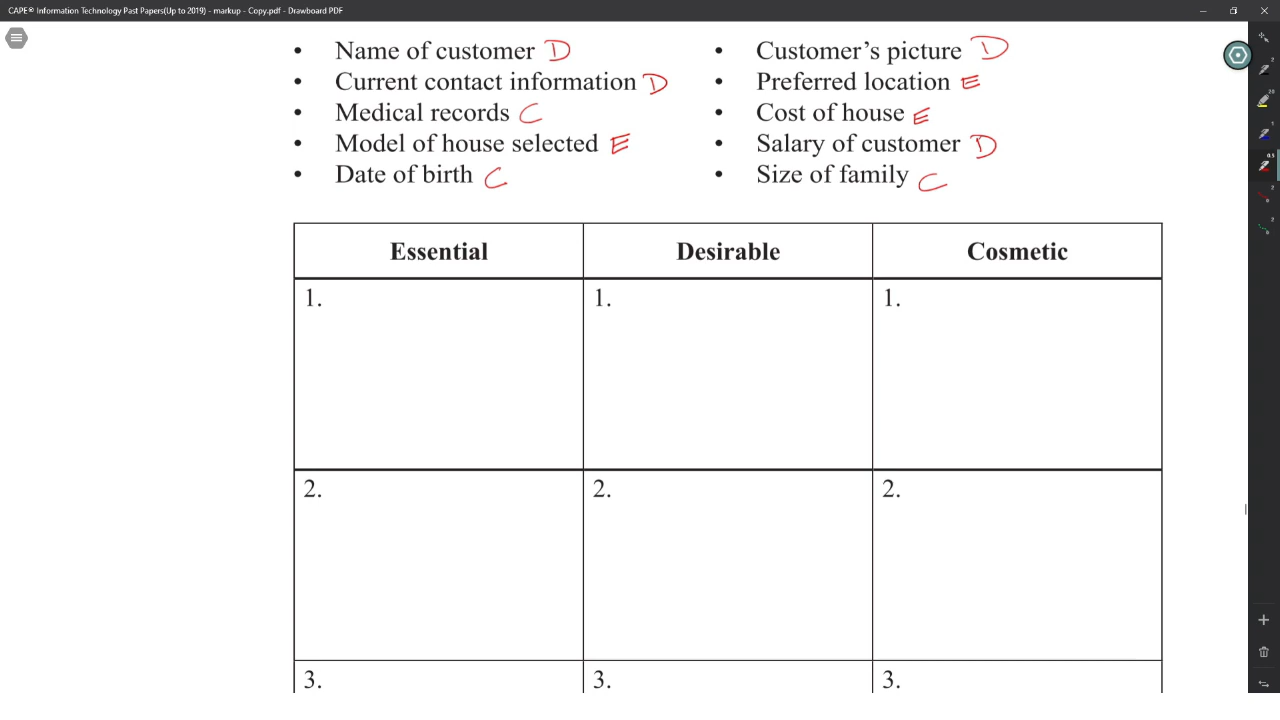 CAPE® Information Technology Past Papers(Up to 2019) - markup - Copy.pdf - Drawboard PDF
• Name of customer D
• Current contact information D
• Medical records C
• Model of house selected E
• Date of birth C
• Customer's picture D
• Preferred location E
• Cost of house E
• Salary of customer D
• Size of family C
Essential Desirable Cosmetic
1. 1. 1.
2. 2. 2.
3. 3. 3.